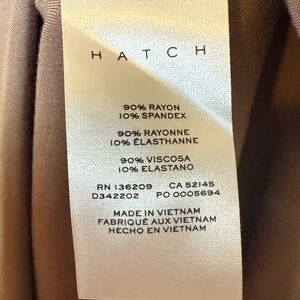 HATCH
90% RAYON
10% SPANDEX
90% RAYONNE
10% ÉLASTHANNE
90% VISCOSA
10% ELASTANO
RN 136209 CA 52145
D342202 PO 0005694
MADE IN VIETNAM
FABRIQUÉ AUX VIETNAM
HECHO EN VIETNAM